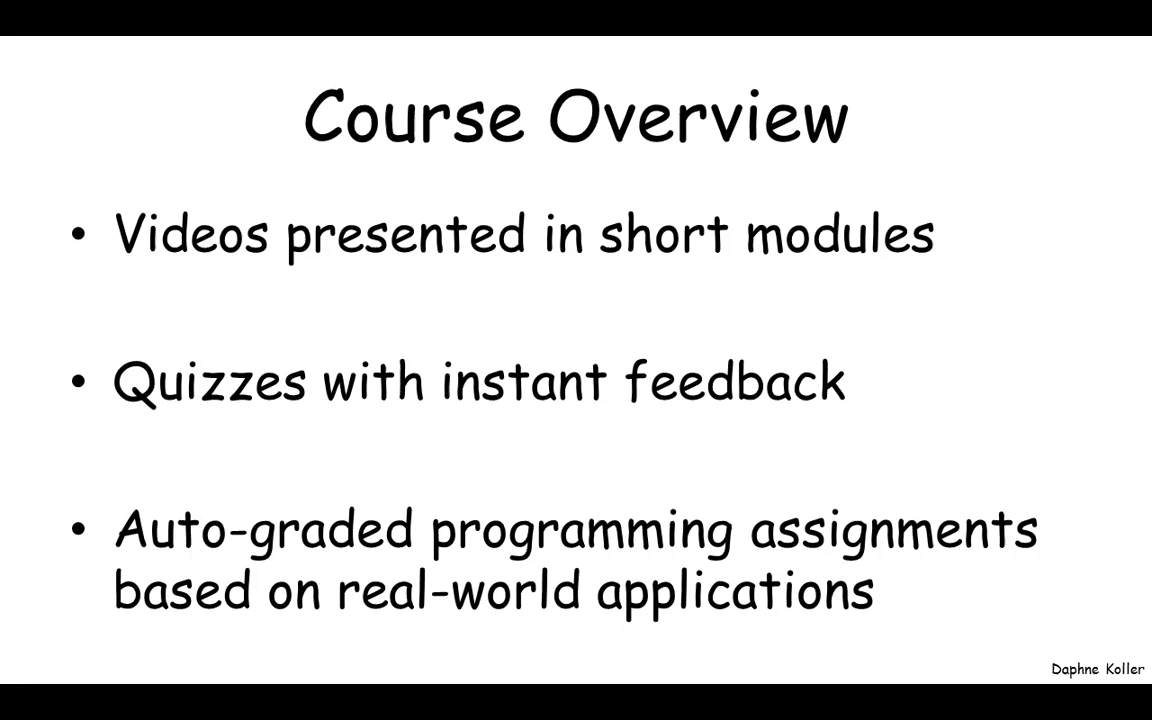 Course Overview
• Videos presented in short modules
• Quizzes with instant feedback
• Auto-graded programming assignments
based on real-world applications
Daphne Koller